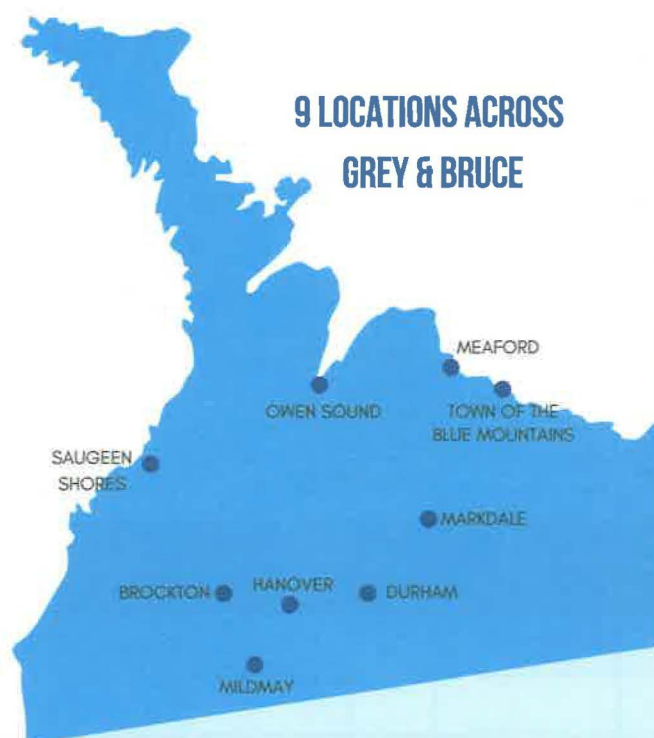 9 LOCATIONS ACROSS
GREY & BRUCE
MEAFORD
OWEN SOUND
TOWN OF THE
BLUE MOUNTAINS
SAUGEEN
SHORES
MARKDALE
BROCKTON
HANOVER
DURHAM
MILDMAY